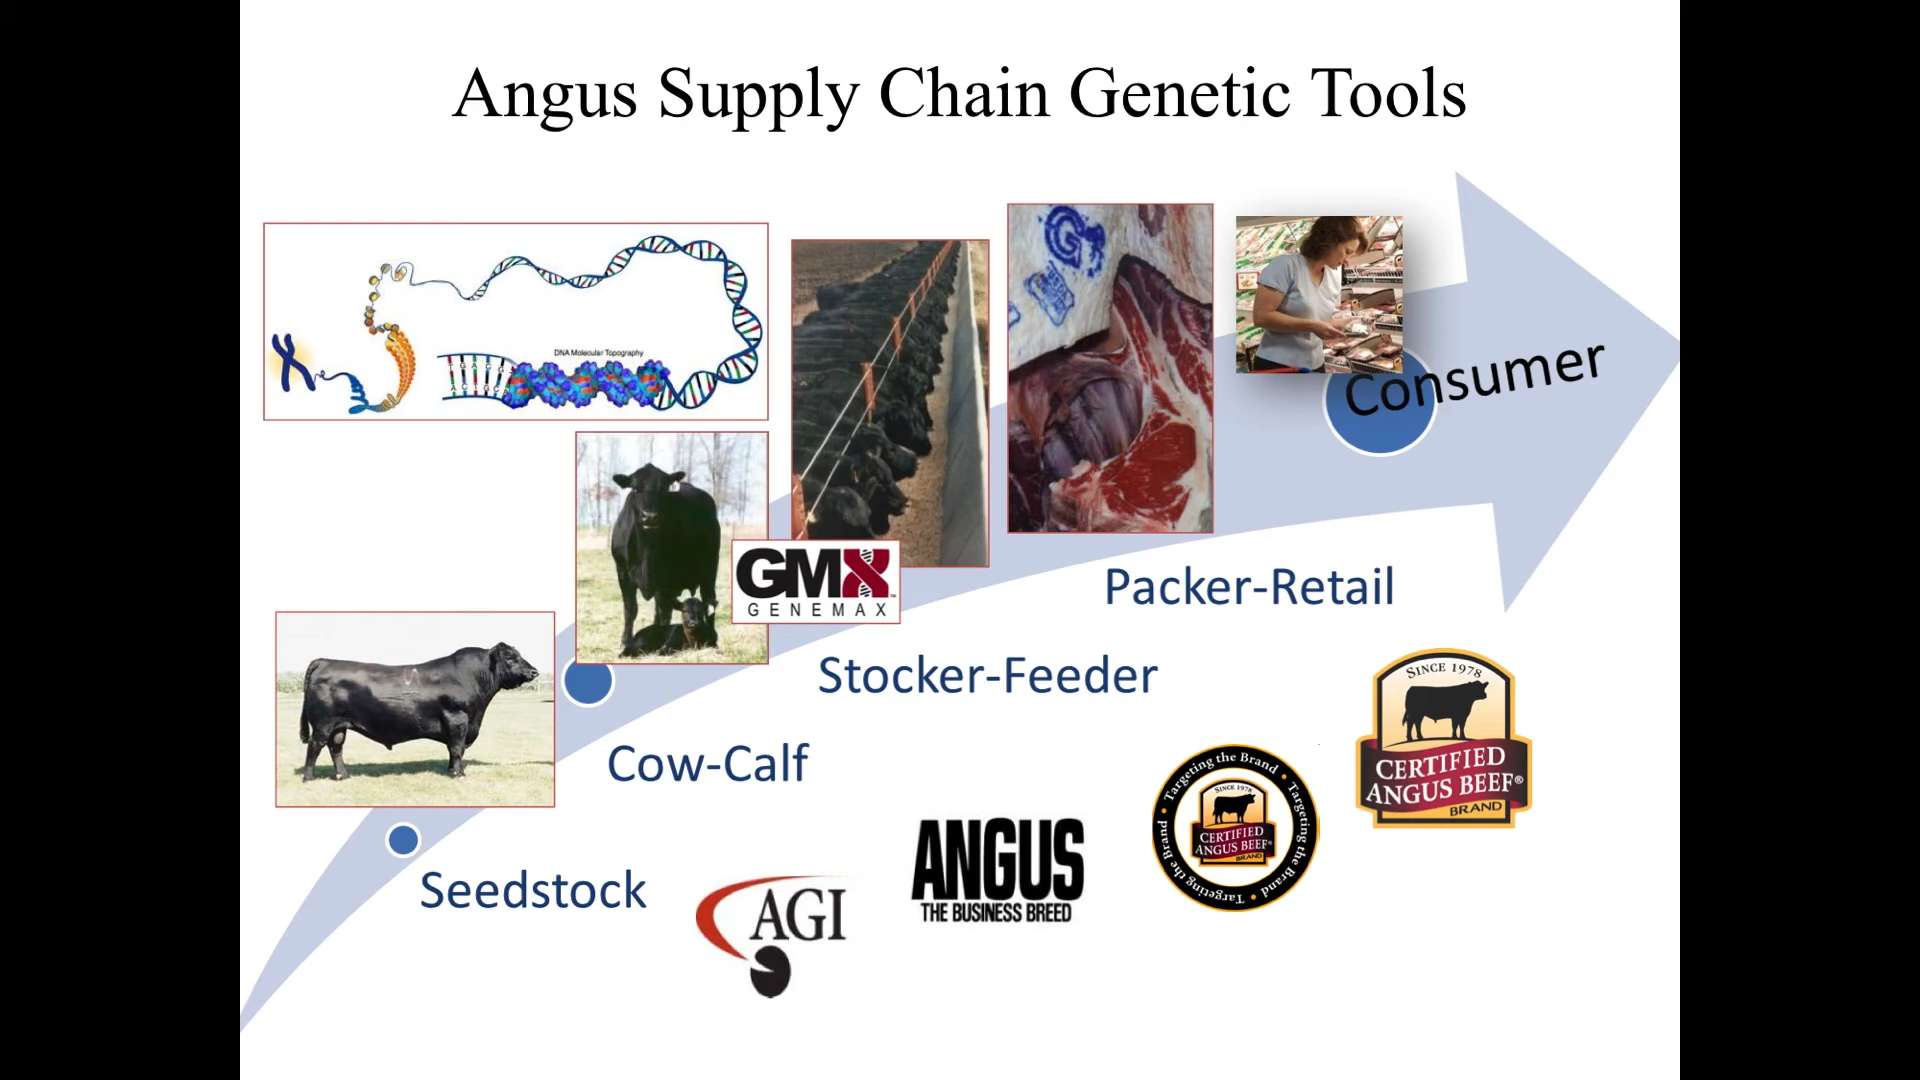 Angus Supply Chain Genetic Tools
DNA Molecular Topography
Consumer
GMX
GENEMAX
Packer-Retail
Stocker-Feeder
Cow-Calf
Seedstock
AGI
ANGUS
THE BUSINESS BREED
Targeting the Brand • Targeting the Brand • Targeting the Brand •
SINCE 1978
CERTIFIED
ANGUS BEEF®
BRAND
SINCE 1978
CERTIFIED
ANGUS BEEF®
BRAND